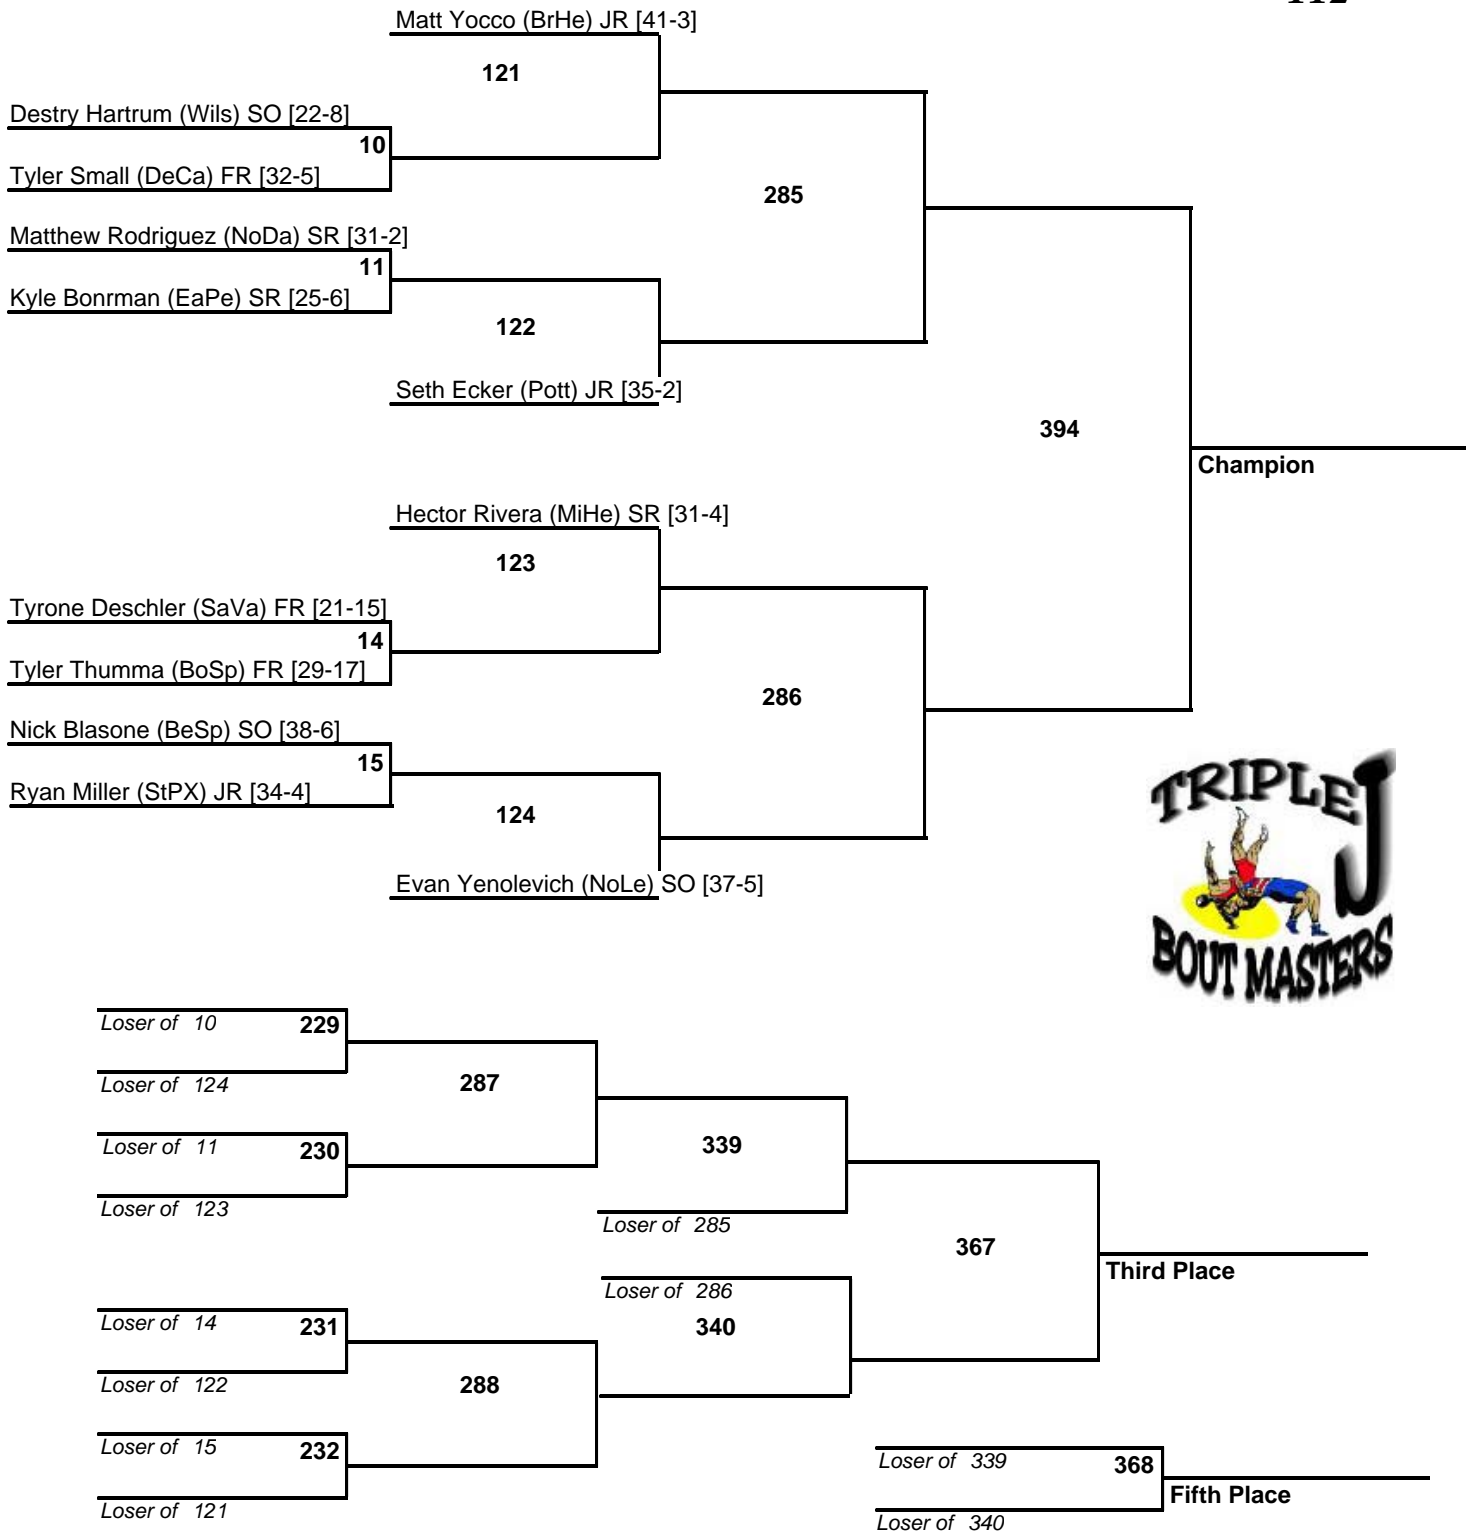 Matt Yocco (BrHe) JR [41-3]
121
Destry Hartrum (Wils) SO [22-8]
10
Tyler Small (DeCa) FR [32-5]
285
Matthew Rodriguez (NoDa) SR [31-2]
11
Kyle Bonrman (EaPe) SR [25-6]
122
Seth Ecker (Pott) JR [35-2]
394
Champion
Hector Rivera (MiHe) SR [31-4]
123
Tyrone Deschler (SaVa) FR [21-15]
14
Tyler Thumma (BoSp) FR [29-17]
286
Nick Blasone (BeSp) SO [38-6]
15
Ryan Miller (StPX) JR [34-4]
124
Evan Yenolevich (NoLe) SO [37-5]
TRIPLE J
BOUT MASTERS
Loser of 10
229
Loser of 124
287
Loser of 11
230
339
Loser of 123
Loser of 285
367
Third Place
Loser of 286
Loser of 14
231
340
Loser of 122
288
Loser of 15
232
Loser of 339
368
Loser of 121
Fifth Place
Loser of 340